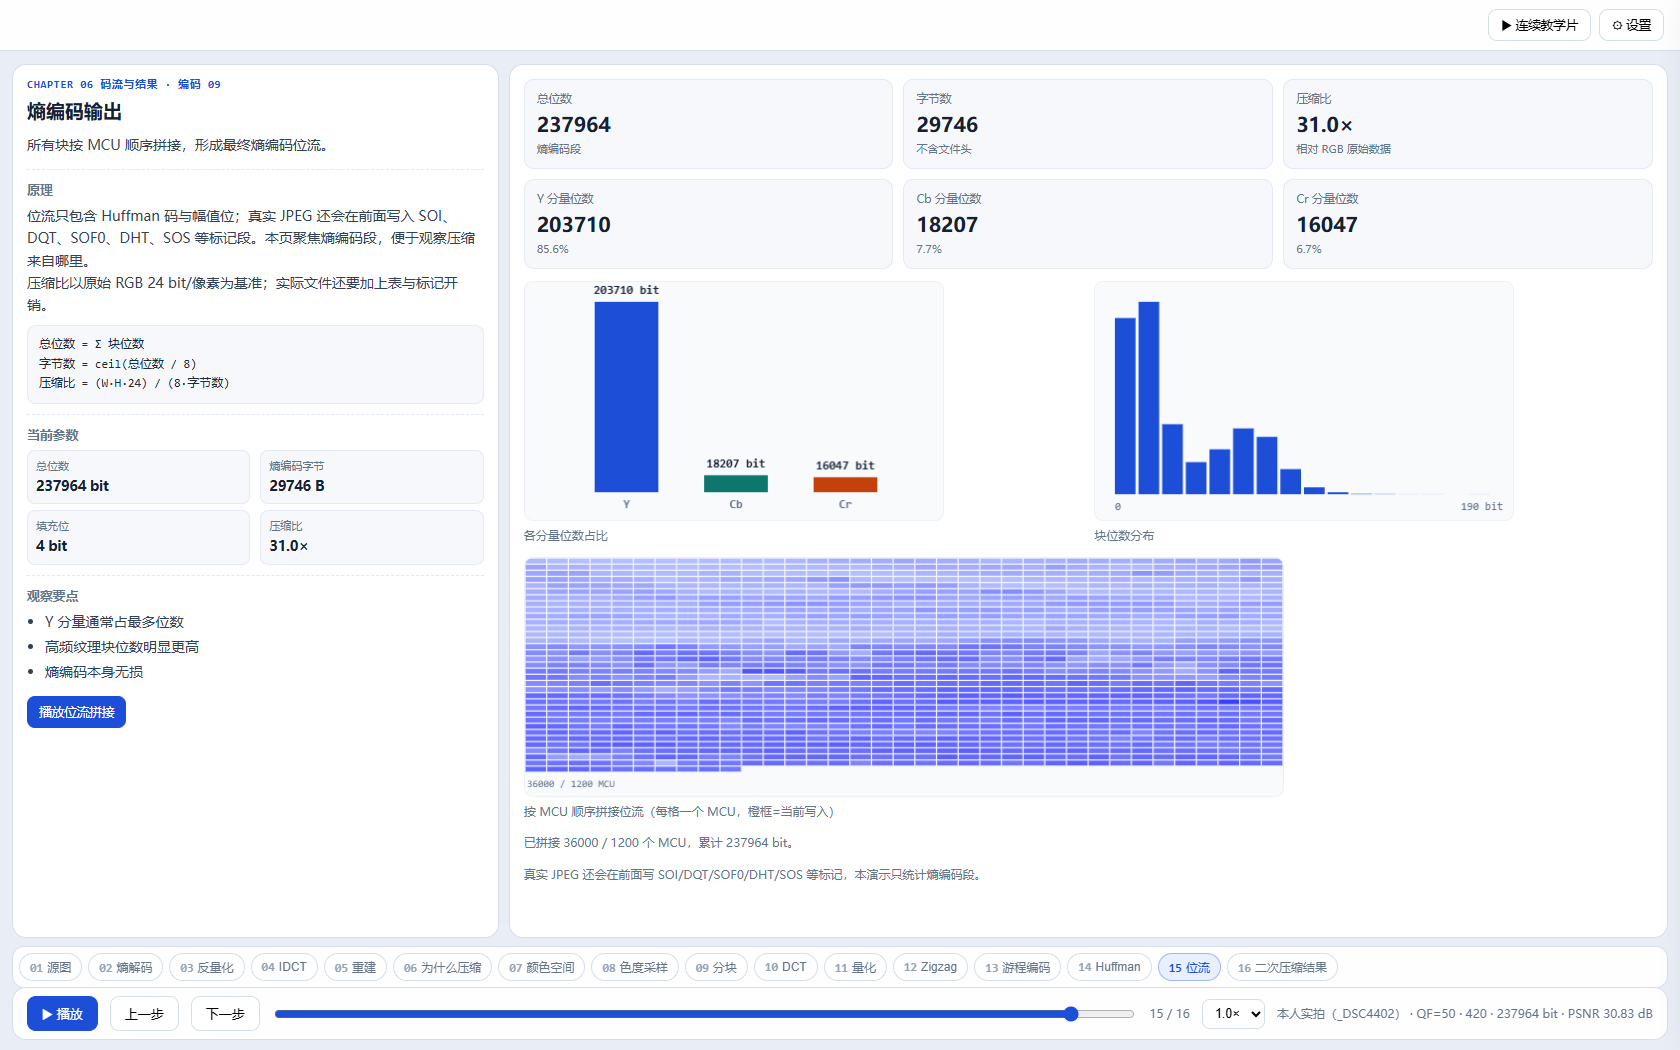 ▶ 连续教学片
⚙ 设置
CHAPTER 06 码流与结果 · 编码 09
熵编码输出
所有块按 MCU 顺序拼接，形成最终熵编码位流。
原理
位流只包含 Huffman 码与幅值位；真实 JPEG 还会在前面写入 SOI、
DQT、SOF0、DHT、SOS 等标记段。本页聚焦熵编码段，便于观察压缩
来自哪里。
压缩比以原始 RGB 24 bit/像素为基准；实际文件还要加上表与标记开
销。
总位数 = Σ 块位数
字节数 = ceil(总位数 / 8)
压缩比 = (W·H·24) / (8·字节数)
当前参数
总位数
237964 bit
熵编码字节
29746 B
填充位
4 bit
压缩比
31.0×
观察要点
• Y 分量通常占最多位数
• 高频纹理块位数明显更高
• 熵编码本身无损
播放位流拼接
总位数
237964
熵编码段
字节数
29746
不含文件头
压缩比
31.0×
相对 RGB 原始数据
Y 分量位数
203710
85.6%
Cb 分量位数
18207
7.7%
Cr 分量位数
16047
6.7%
203710 bit
18207 bit
16047 bit
Y
Cb
Cr
各分量位数占比
0
190 bit
块位数分布
36000 / 1200 MCU
按 MCU 顺序拼接位流（每格一个 MCU，橙框=当前写入）
已拼接 36000 / 1200 个 MCU，累计 237964 bit。
真实 JPEG 还会在前面写 SOI/DQT/SOF0/DHT/SOS 等标记，本演示只统计熵编码段。
01 源图
02 熵解码
03 反量化
04 IDCT
05 重建
06 为什么压缩
07 颜色空间
08 色度采样
09 分块
10 DCT
11 量化
12 Zigzag
13 游程编码
14 Huffman
15 位流
16 二次压缩结果
▶ 播放
上一步
下一步
15 / 16
1.0×
本人实拍（_DSC4402） · QF=50 · 420 · 237964 bit · PSNR 30.83 dB